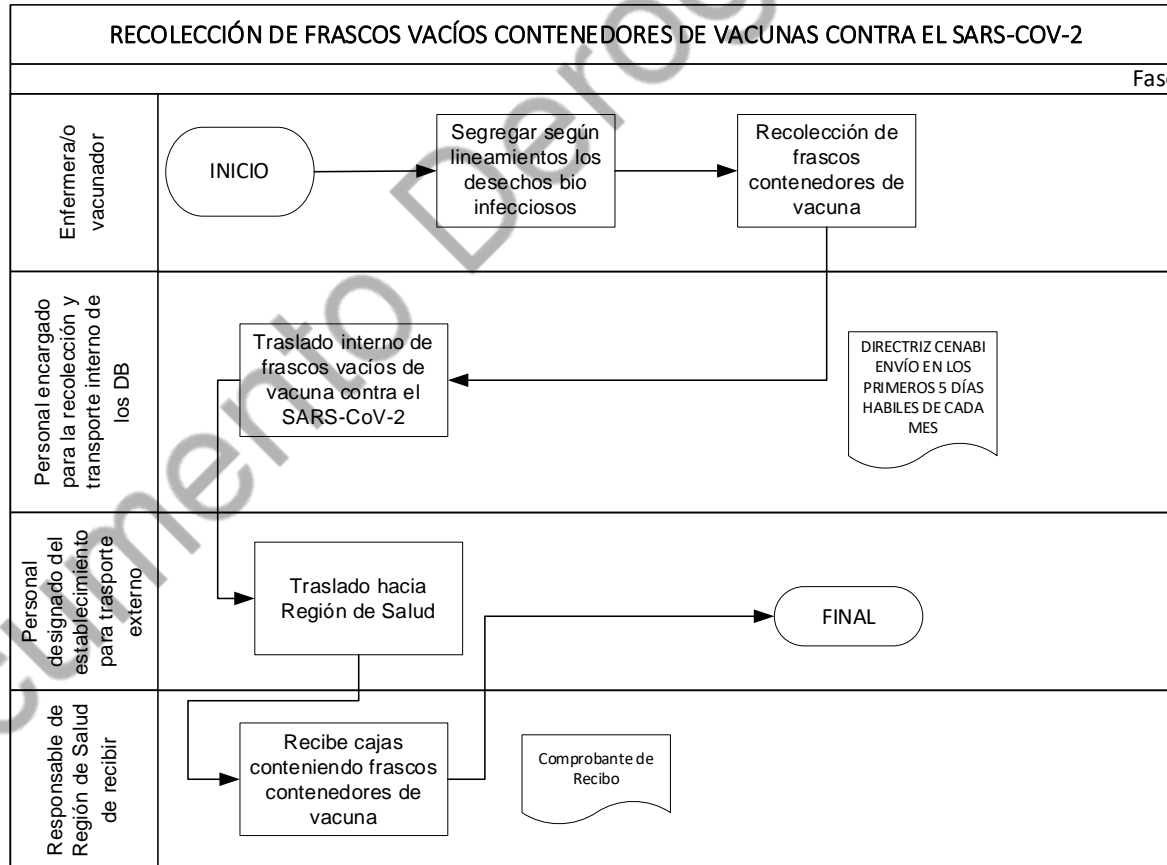 RECOLECCIÓN DE FRASCOS VACÍOS CONTENEDORES DE VACUNAS CONTRA EL SARS-COV-2
Enfermera/o
vacunador
INICIO
Segregar según
lineamientos los
desechos bio
infecciosos
Recolección de
frascos
contenedores de
vacuna
Personal encargado
para la recolección y
transporte interno de
los DB
Traslado interno de
frascos vacíos de
vacuna contra el
SARS-CoV-2
DIRECTRIZ CENABI
ENVÍO EN LOS
PRIMEROS 5 DÍAS
HABILES DE CADA
MES
Personal
designado del
establecimiento
para trasporte
externo
Traslado hacia
Región de Salud
FINAL
Responsable de
Región de Salud
de recibir
Recibe cajas
conteniendo frascos
contenedores de
vacuna
Comprobante de
Recibo